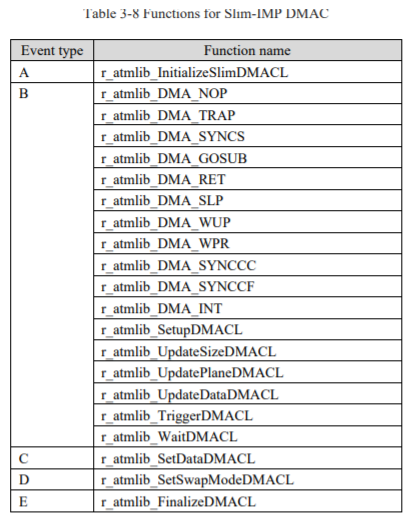 Table 3-8 Functions for Slim-IMP DMAC
Event type Function name
A r_atmlib_InitializeSlimDMACL
B r_atmlib_DMA_NOP
r_atmlib_DMA_TRAP
r_atmlib_DMA_SYNCS
r_atmlib_DMA_GOSUB
r_atmlib_DMA_RET
r_atmlib_DMA_SLP
r_atmlib_DMA_WUP
r_atmlib_DMA_WPR
r_atmlib_DMA_SYNCCC
r_atmlib_DMA_SYNCCF
r_atmlib_DMA_INT
r_atmlib_SetupDMACL
r_atmlib_UpdateSizeDMACL
r_atmlib_UpdatePlaneDMACL
r_atmlib_UpdateDataDMACL
r_atmlib_TriggerDMACL
r_atmlib_WaitDMACL
C r_atmlib_SetDataDMACL
D r_atmlib_SetSwapModeDMACL
E r_atmlib_FinalizeDMACL